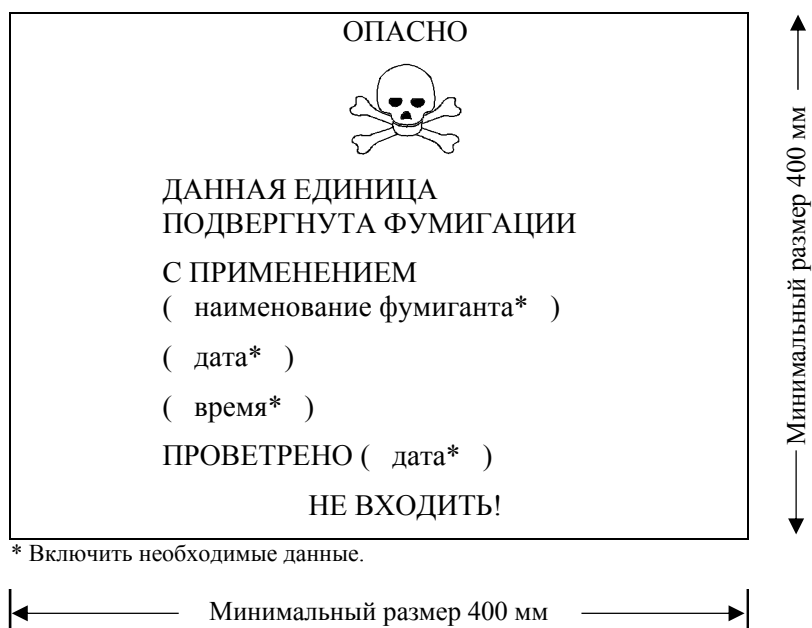 ОПАСНО
ДАННАЯ ЕДИНИЦА
ПОДВЕРГНУТА ФУМИГАЦИИ
С ПРИМЕНЕНИЕМ
( наименование фумиганта* )
( дата* )
( время* )
ПРОВЕТРЕНО ( дата* )
НЕ ВХОДИТЬ!
Минимальный размер 400 мм
* Включить необходимые данные.
Минимальный размер 400 мм